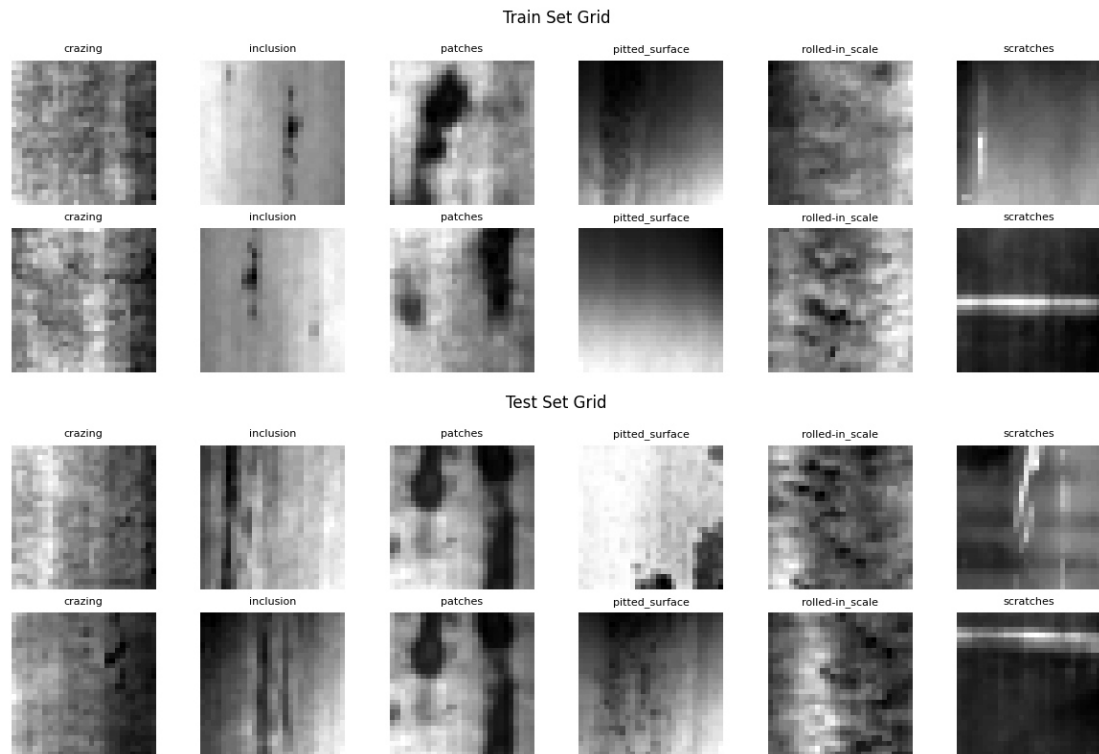 Train Set Grid
crazing inclusion patches pitted_surface rolled-in_scale scratches
crazing inclusion patches pitted_surface rolled-in_scale scratches
Test Set Grid
crazing inclusion patches pitted_surface rolled-in_scale scratches
crazing inclusion patches pitted_surface rolled-in_scale scratches